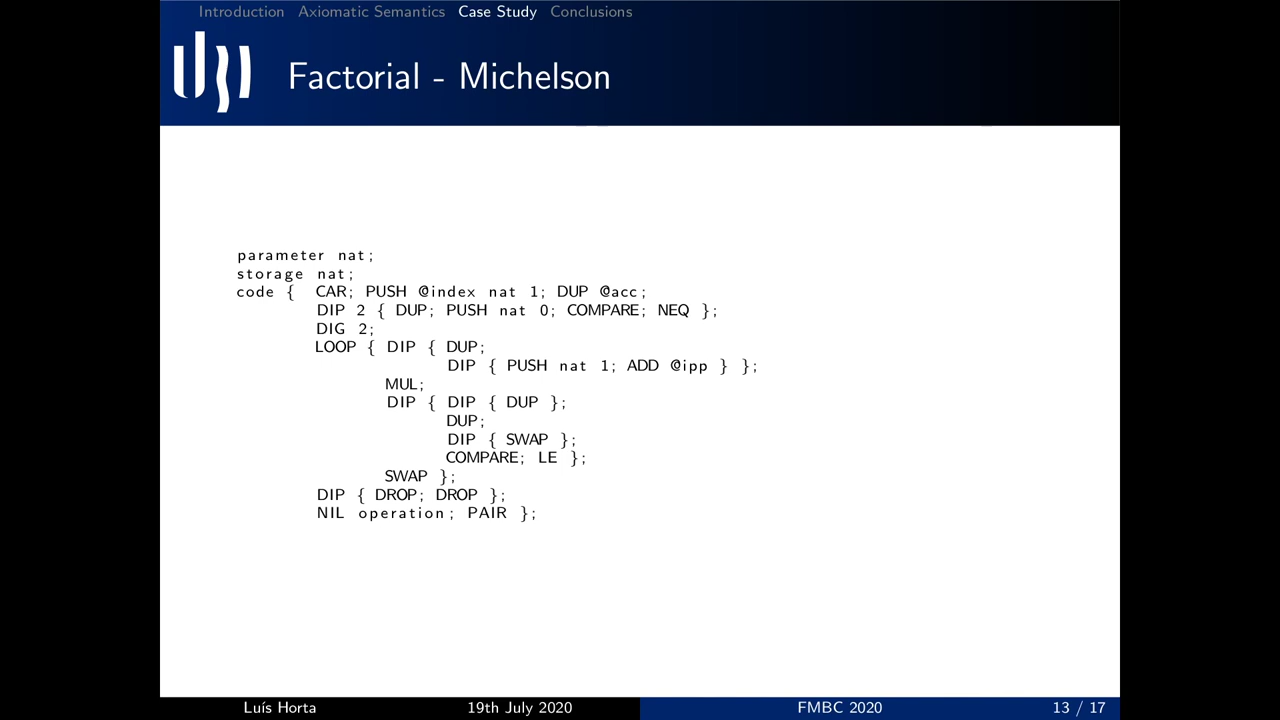 Introduction Axiomatic Semantics Case Study Conclusions
Factorial - Michelson
parameter nat;
storage nat;
code { CAR; PUSH @index nat 1; DUP @acc;
DIP 2 { DUP; PUSH nat 0; COMPARE; NEQ };
DIG 2;
LOOP { DIP { DUP;
DIP { PUSH nat 1; ADD @ipp } };
MUL;
DIP { DIP { DUP };
DUP;
DIP { SWAP };
COMPARE; LE };
SWAP };
DIP { DROP; DROP };
NIL operation; PAIR };
Luís Horta 19th July 2020 FMBC 2020 13 / 17